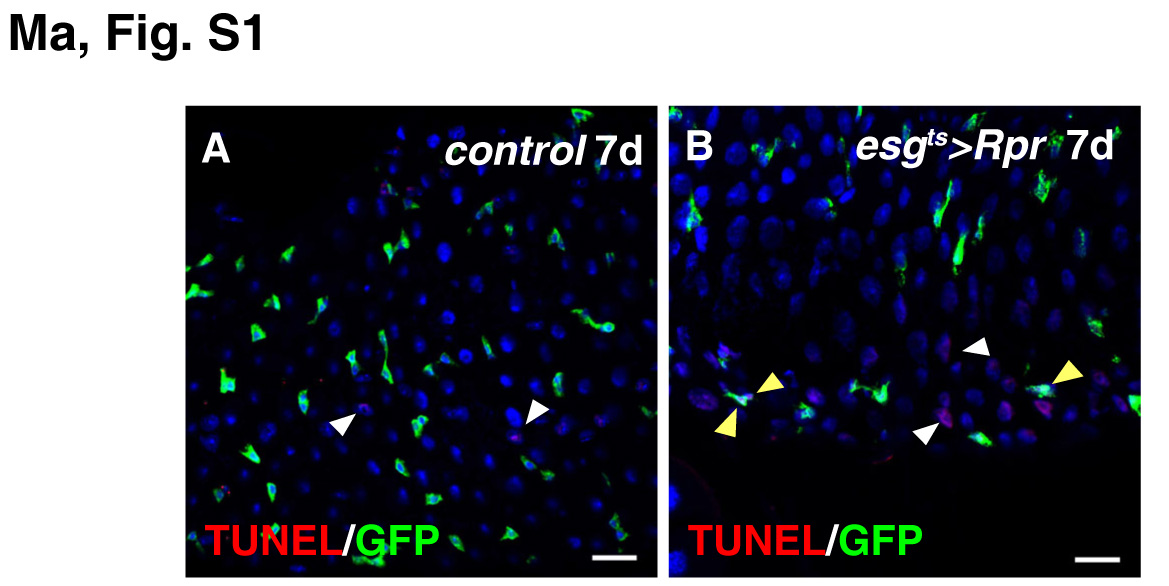 Ma, Fig. S1
A control 7d
B esgts>Rpr 7d
TUNEL/GFP
TUNEL/GFP